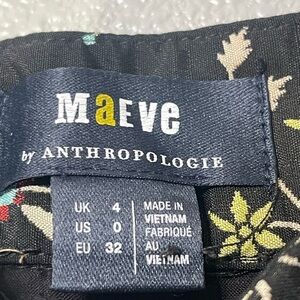 MaEve
by ANTHROPOLOGIE
UK 4
US 0
EU 32
MADE IN
VIETNAM
FABRIQUÉ
AU
VIETNAM